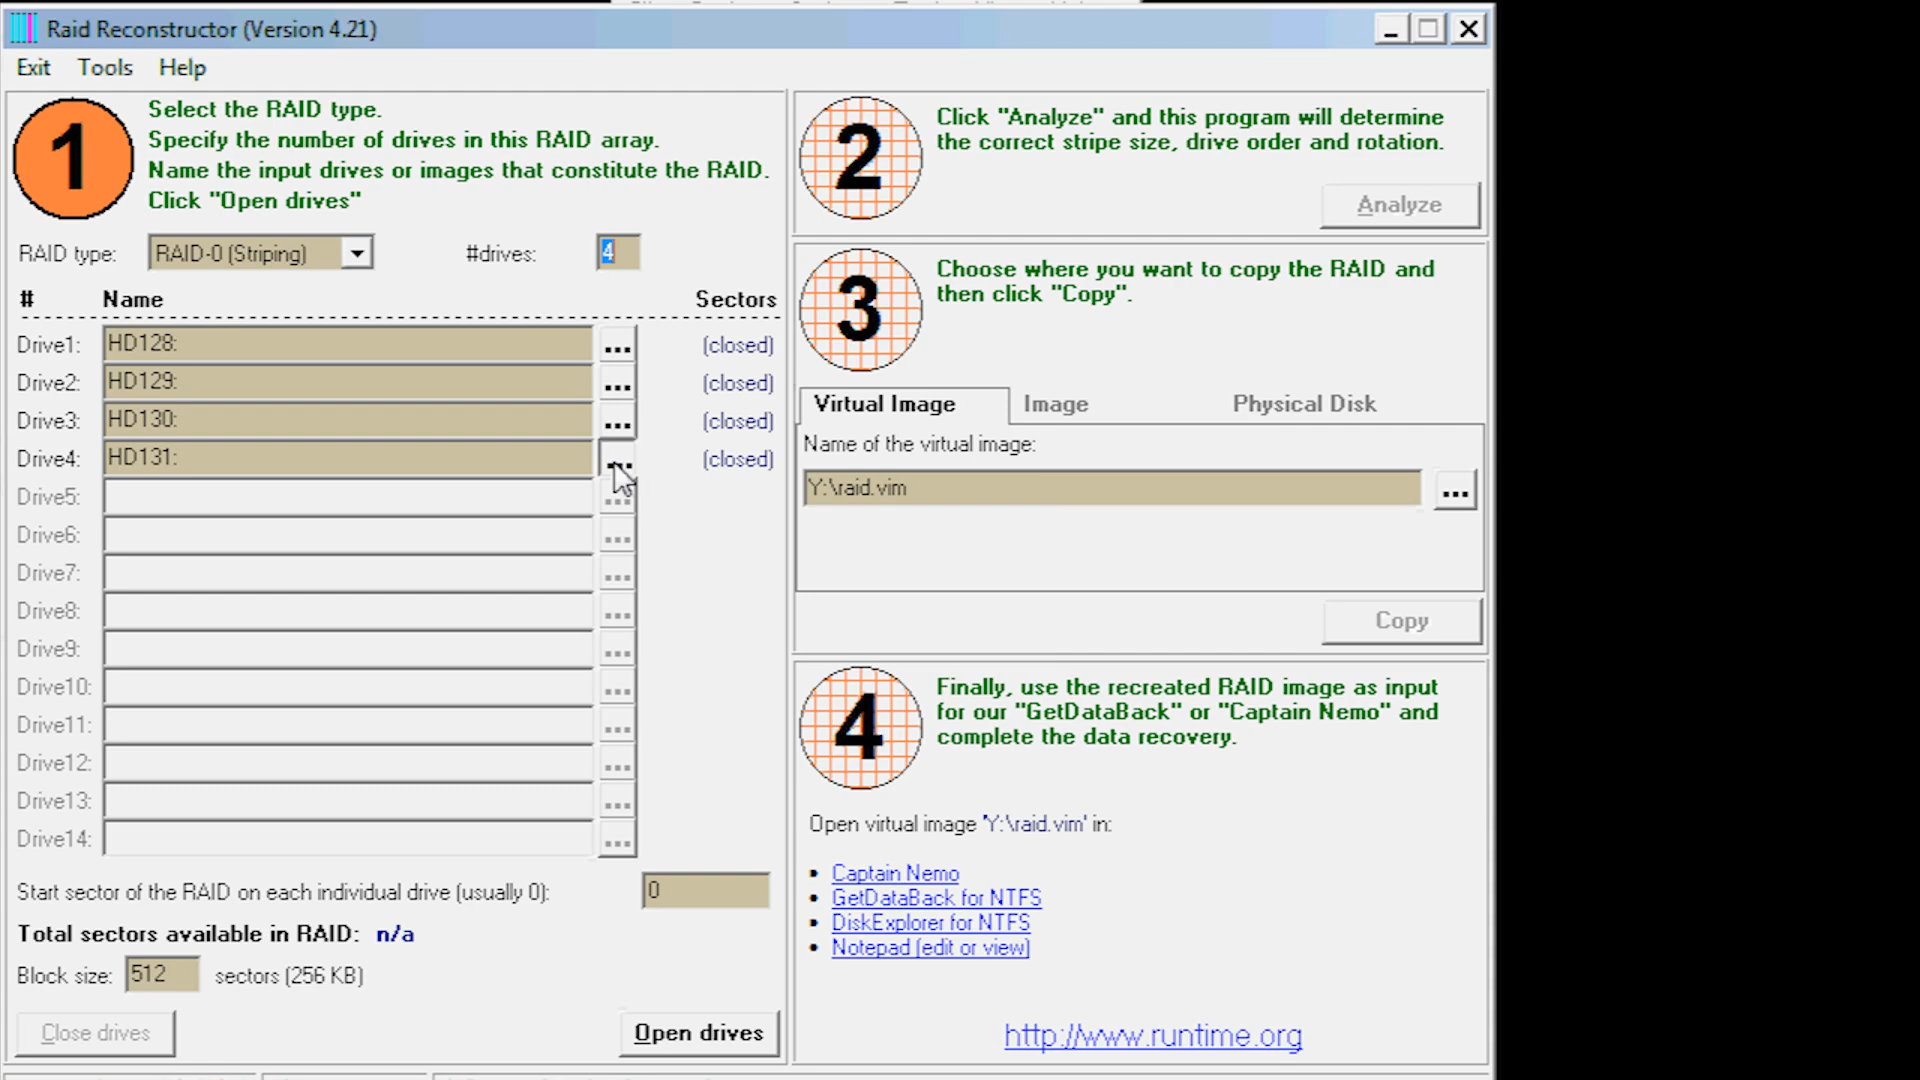 Raid Reconstructor (Version 4.21)
Exit Tools Help
1
Select the RAID type.
Specify the number of drives in this RAID array.
Name the input drives or images that constitute the RAID.
Click "Open drives"
RAID type: RAID-0 (Striping) #drives: 4
# Name Sectors
Drive1: HD128: ... (closed)
Drive2: HD129: ... (closed)
Drive3: HD130: ... (closed)
Drive4: HD131: ... (closed)
Drive5: ...
Drive6: ...
Drive7: ...
Drive8: ...
Drive9: ...
Drive10: ...
Drive11: ...
Drive12: ...
Drive13: ...
Drive14: ...
Start sector of the RAID on each individual drive (usually 0): 0
Total sectors available in RAID: n/a
Block size: 512 sectors (256 KB)
Close drives Open drives
2
Click "Analyze" and this program will determine
the correct stripe size, drive order and rotation.
Analyze
3
Choose where you want to copy the RAID and
then click "Copy".
Virtual Image Image Physical Disk
Name of the virtual image:
Y:\raid.vim ...
Copy
4
Finally, use the recreated RAID image as input
for our "GetDataBack" or "Captain Nemo" and
complete the data recovery.
Open virtual image 'Y:\raid.vim' in:
• Captain Nemo
• GetDataBack for NTFS
• DiskExplorer for NTFS
• Notepad (edit or view)
http://www.runtime.org